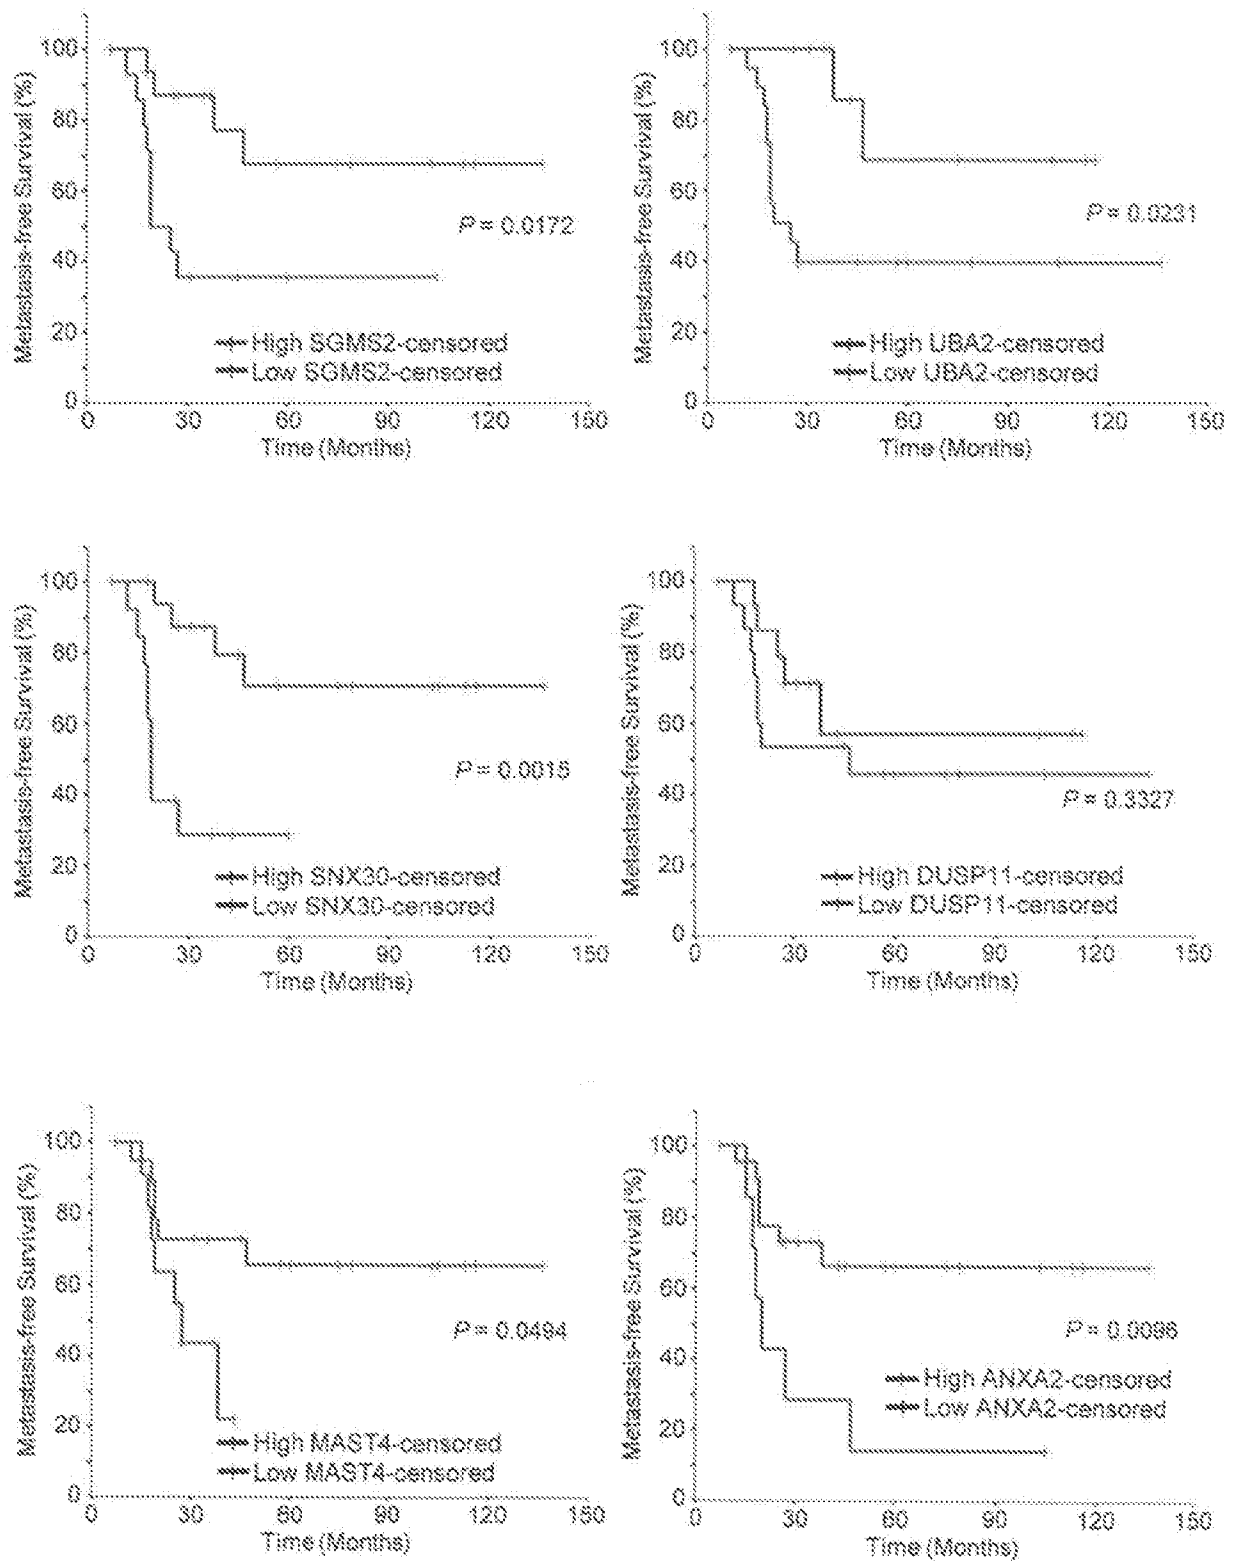 Metastasis-free Survival (%)
100
80
60
40
20
0
P = 0.0172
High SGMS2-censored
Low SGMS2-censored
0 30 60 90 120 150
Time (Months)
Metastasis-free Survival (%)
100
80
60
40
20
0
P = 0.0231
High UBA2-censored
Low UBA2-censored
0 30 60 90 120 150
Time (Months)
Metastasis-free Survival (%)
100
80
60
40
20
0
P = 0.0015
High SNX30-censored
Low SNX30-censored
0 30 60 90 120 150
Time (Months)
Metastasis-free Survival (%)
100
80
60
40
20
0
P = 0.3327
High DUSP11-censored
Low DUSP11-censored
0 30 60 90 120 150
Time (Months)
Metastasis-free Survival (%)
100
80
60
40
20
0
P = 0.0494
High MAST4-censored
Low MAST4-censored
0 30 60 90 120 150
Time (Months)
Metastasis-free Survival (%)
100
80
60
40
20
0
P = 0.0096
High ANXA2-censored
Low ANXA2-censored
0 30 60 90 120 150
Time (Months)